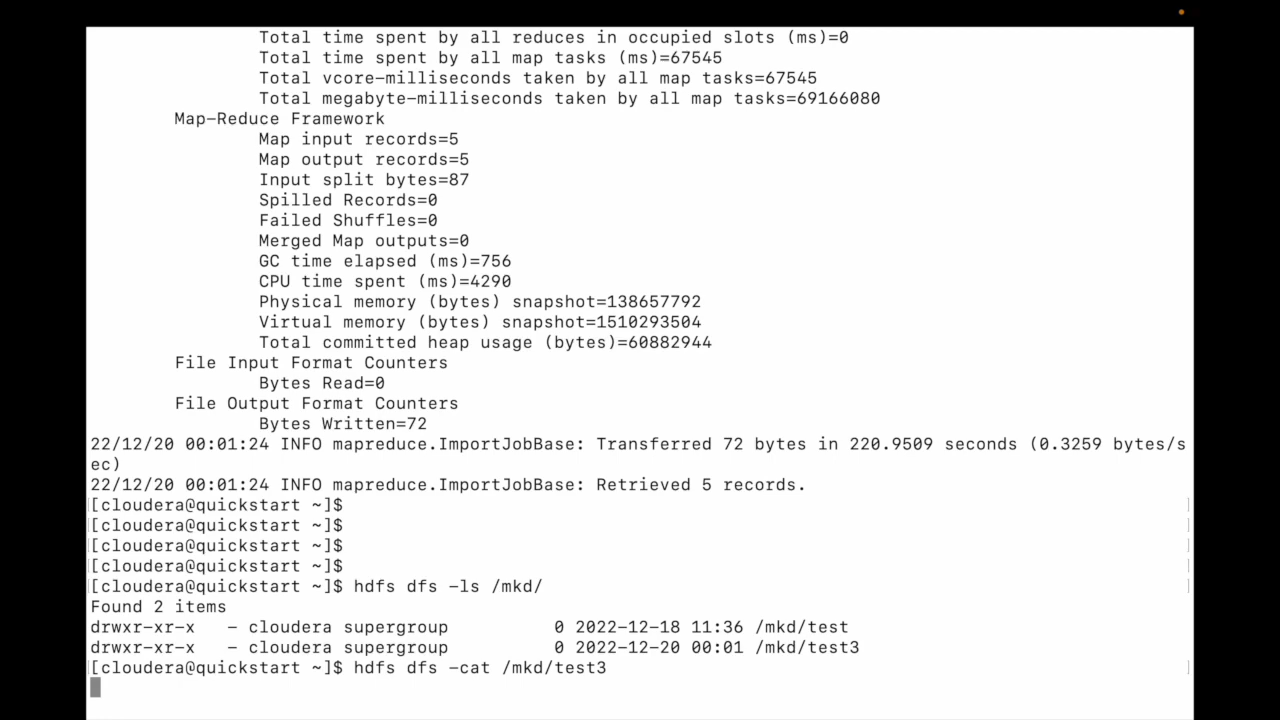 Total time spent by all reduces in occupied slots (ms)=0
Total time spent by all map tasks (ms)=67545
Total vcore-milliseconds taken by all map tasks=67545
Total megabyte-milliseconds taken by all map tasks=69166080
Map-Reduce Framework
Map input records=5
Map output records=5
Input split bytes=87
Spilled Records=0
Failed Shuffles=0
Merged Map outputs=0
GC time elapsed (ms)=756
CPU time spent (ms)=4290
Physical memory (bytes) snapshot=138657792
Virtual memory (bytes) snapshot=1510293504
Total committed heap usage (bytes)=60882944
File Input Format Counters
Bytes Read=0
File Output Format Counters
Bytes Written=72
22/12/20 00:01:24 INFO mapreduce.ImportJobBase: Transferred 72 bytes in 220.9509 seconds (0.3259 bytes/s
ec)
22/12/20 00:01:24 INFO mapreduce.ImportJobBase: Retrieved 5 records.
[cloudera@quickstart ~]$
[cloudera@quickstart ~]$
[cloudera@quickstart ~]$
[cloudera@quickstart ~]$
[cloudera@quickstart ~]$ hdfs dfs -ls /mkd/
Found 2 items
drwxr-xr-x   - cloudera supergroup          0 2022-12-18 11:36 /mkd/test
drwxr-xr-x   - cloudera supergroup          0 2022-12-20 00:01 /mkd/test3
[cloudera@quickstart ~]$ hdfs dfs -cat /mkd/test3